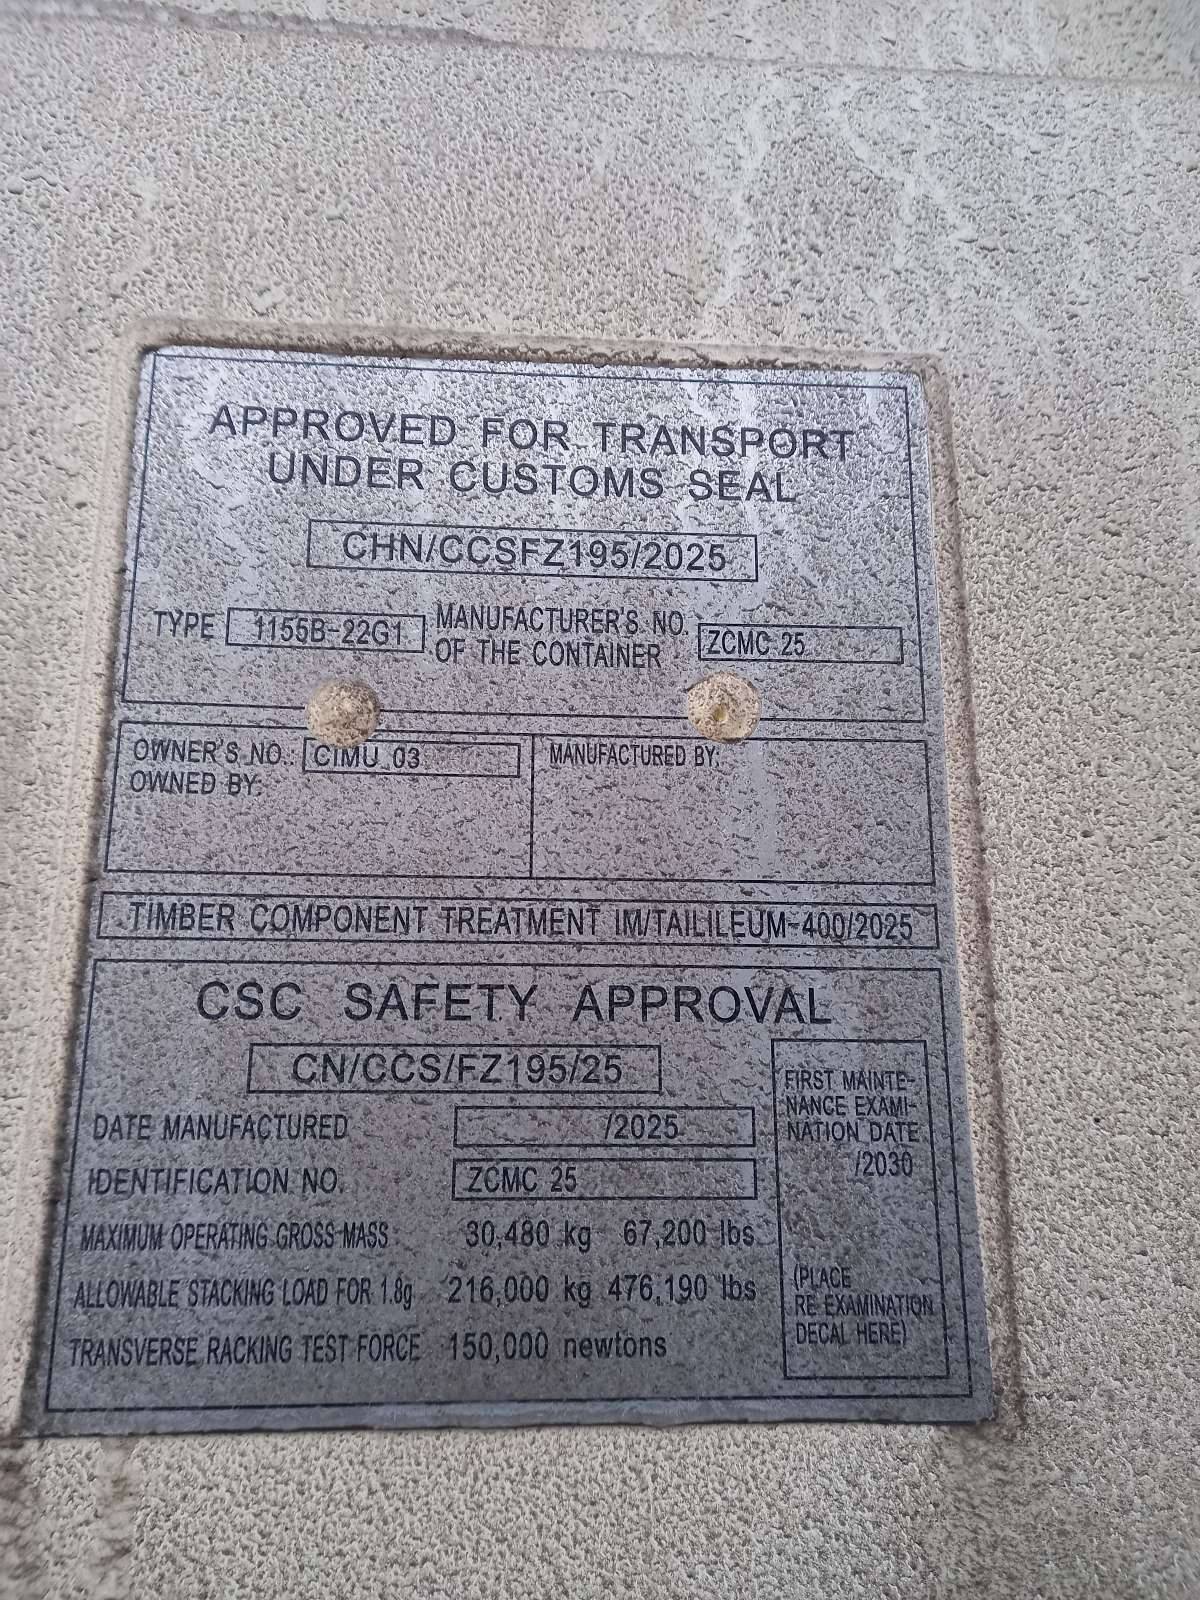 APPROVED FOR TRANSPORT
UNDER CUSTOMS SEAL
CHN/CCSFZ195/2025
TYPE 1155B-22G1 MANUFACTURER'S NO. OF THE CONTAINER ZCMC 25
OWNER'S NO.: CIMU 03
OWNED BY:
MANUFACTURED BY:
TIMBER COMPONENT TREATMENT IM/TAILILEUM-400/2025
CSC SAFETY APPROVAL
CN/CCS/FZ195/25
DATE MANUFACTURED /2025
IDENTIFICATION NO. ZCMC 25
MAXIMUM OPERATING GROSS MASS 30,480 kg 67,200 lbs
ALLOWABLE STACKING LOAD FOR 1.8g 216,000 kg 476,190 lbs
TRANSVERSE RACKING TEST FORCE 150,000 newtons
FIRST MAINTE-
NANCE EXAMI-
NATION DATE
/2030
(PLACE
RE-EXAMINATION
DECAL HERE)